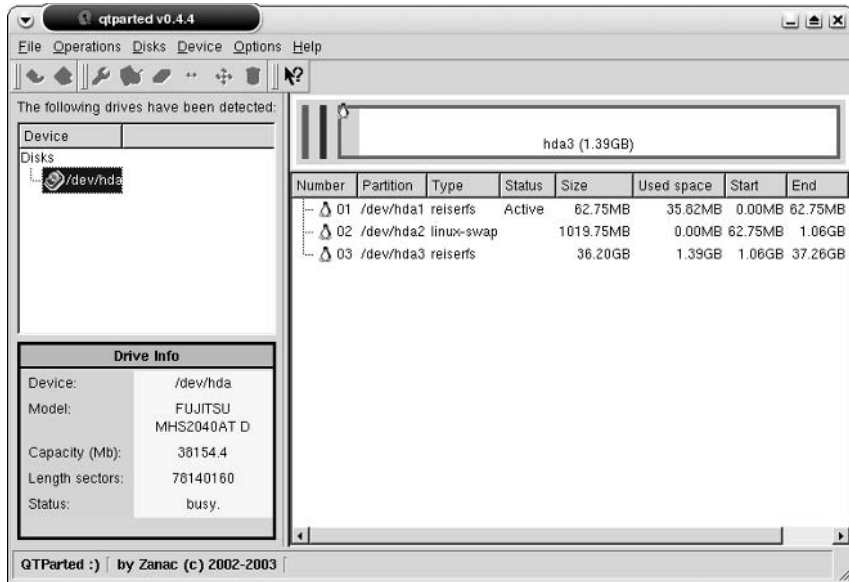 qtparted v0.4.4
File Operations Disks Device Options Help
The following drives have been detected:
Device
Disks
/dev/hda
Drive Info
Device: /dev/hda
Model: FUJITSU
MHS2040AT D
Capacity (Mb): 38154.4
Length sectors: 78140160
Status: busy.
hda3 (1.39GB)
Number Partition Type Status Size Used space Start End
01 /dev/hda1 reiserfs Active 62.75MB 35.62MB 0.00MB 62.75MB
02 /dev/hda2 linux-swap 1019.75MB 0.00MB 62.75MB 1.06GB
03 /dev/hda3 reiserfs 36.20GB 1.39GB 1.06GB 37.26GB
QTParted :) by Zanac (c) 2002-2003